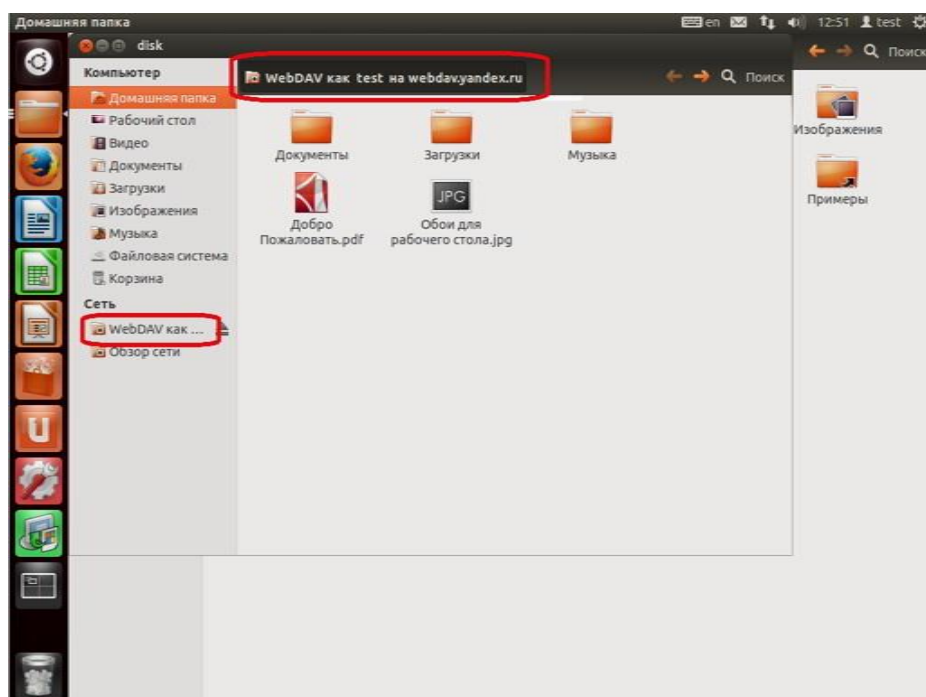 Домашняя папка
en
12:51
test
disk
Поиск
Компьютер
WebDAV как test на webdav.yandex.ru
Поиск
Домашняя папка
Рабочий стол
Видео
Документы
Загрузки
Изображения
Музыка
Файловая система
Корзина
Сеть
WebDAV как ...
Обзор сети
Документы
Загрузки
Музыка
JPG
Добро
Пожаловать.pdf
Обои для
рабочего стола.jpg
Изображения
Примеры
U